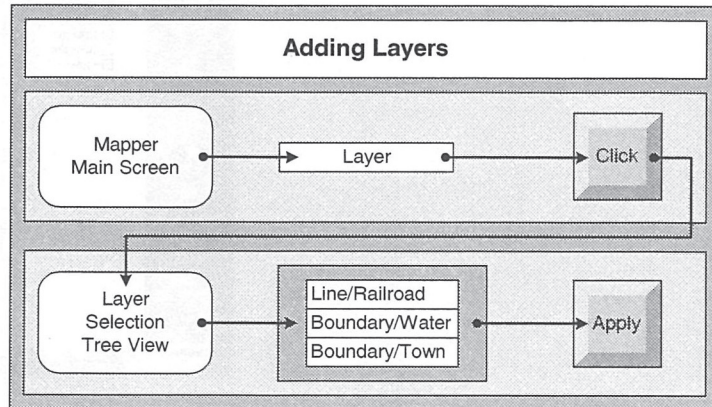 Adding Layers
Mapper
Main Screen
Layer
Click
Layer
Selection
Tree View
Line/Railroad
Boundary/Water
Boundary/Town
Apply